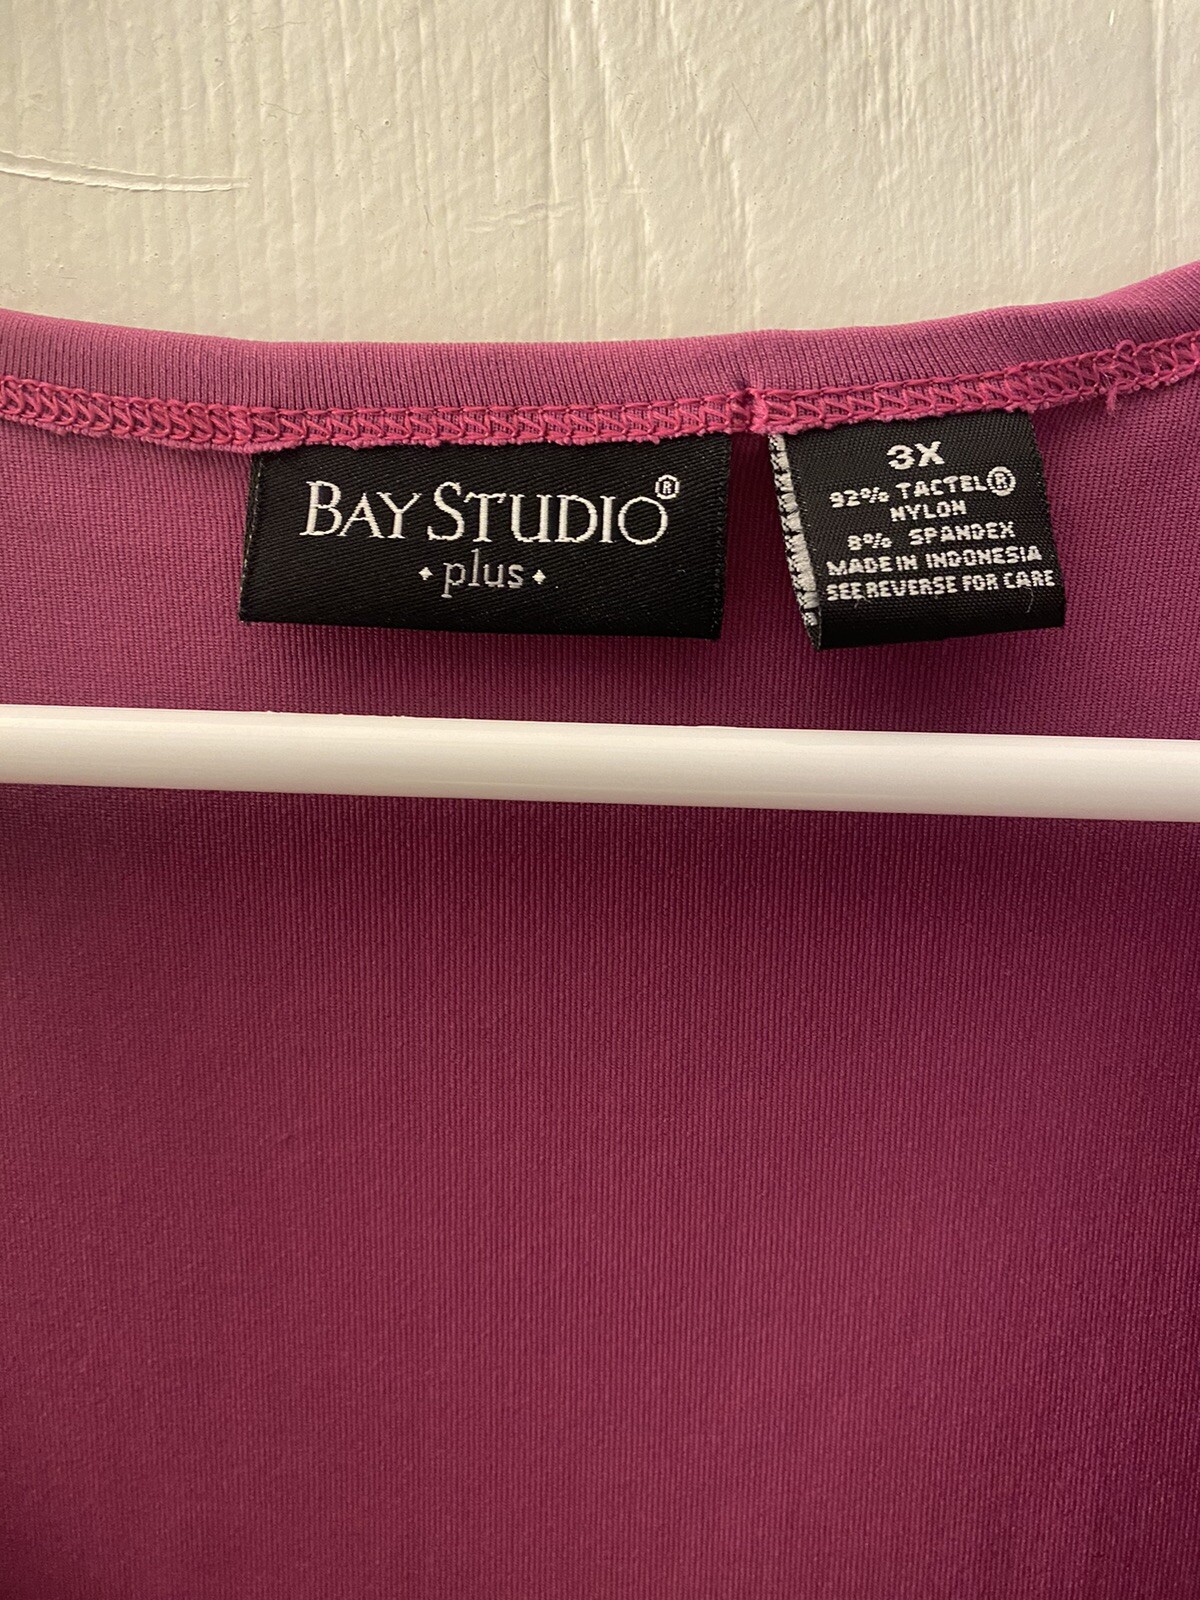 BAY STUDIO®
⬩plus⬩
3X
92% TACTEL®
NYLON
8% SPANDEX
MADE IN INDONESIA
SEE REVERSE FOR CARE